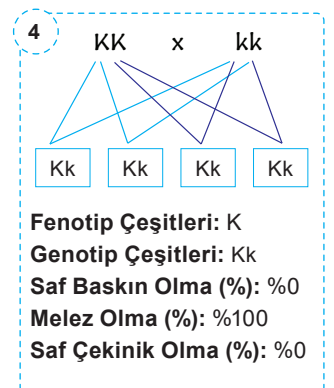 4
KK x kk
Kk Kk Kk Kk
Fenotip Çeşitleri: K
Genotip Çeşitleri: Kk
Saf Baskın Olma (%): %0
Melez Olma (%): %100
Saf Çekinik Olma (%): %0